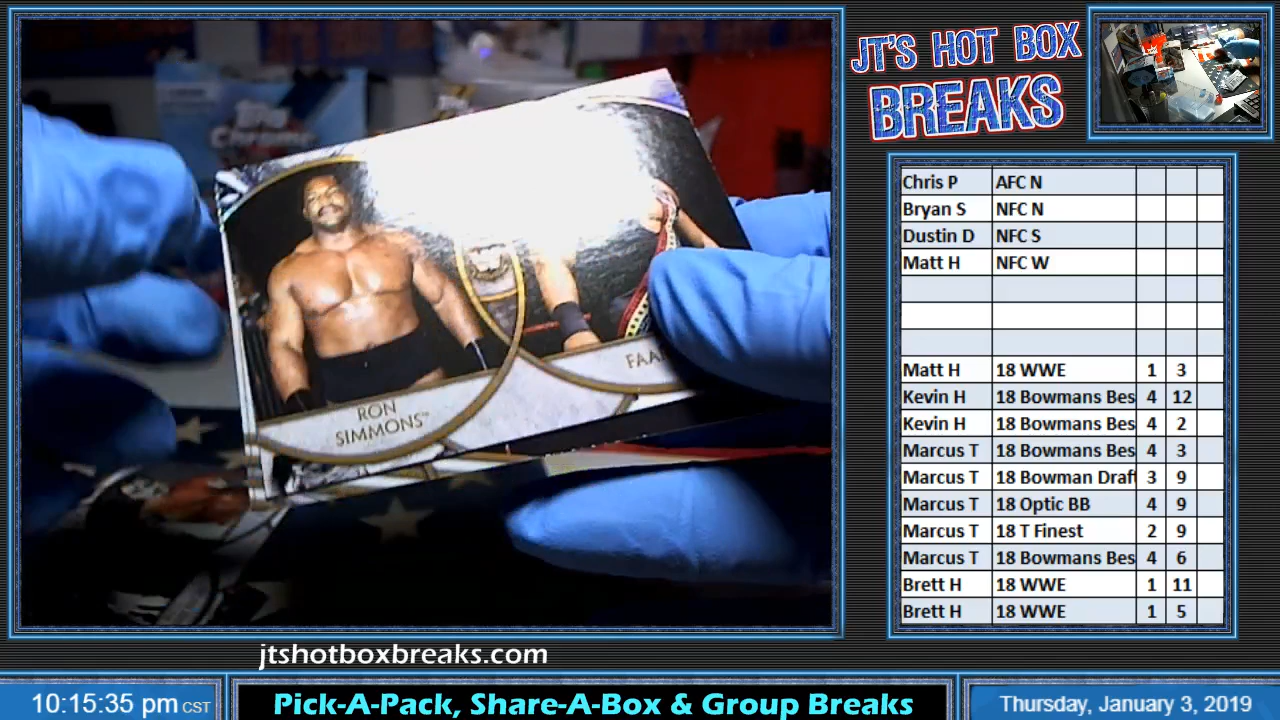 JT'S HOT BOX
BREAKS
RON
SIMMONS™
Chris P AFC N
Bryan S NFC N
Dustin D NFC S
Matt H NFC W
Matt H 18 WWE 1 3
Kevin H 18 Bowmans Bes 4 12
Kevin H 18 Bowmans Bes 4 2
Marcus T 18 Bowmans Bes 4 3
Marcus T 18 Bowman Draf 3 9
Marcus T 18 Optic BB 4 9
Marcus T 18 T Finest 2 9
Marcus T 18 Bowmans Bes 4 6
Brett H 18 WWE 1 11
Brett H 18 WWE 1 5
jtshotboxbreaks.com
10:15:35 pm CST
Pick-A-Pack, Share-A-Box & Group Breaks
Thursday, January 3, 2019